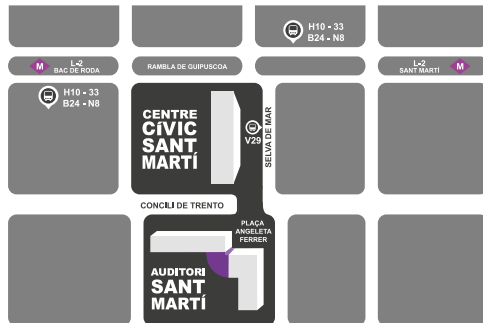 H10 - 33
B24 - N8
M
L-2
BAC DE RODA
RAMBLA DE GUIPUSCOA
L-2
SANT MARTÍ
M
H10 - 33
B24 - N8
CENTRE
CÍVIC
SANT
MARTÍ
V29
SELVA DE MAR
CONCILI DE TRENTO
PLAÇA
ANGELETA
FERRER
AUDITORI
SANT
MARTÍ